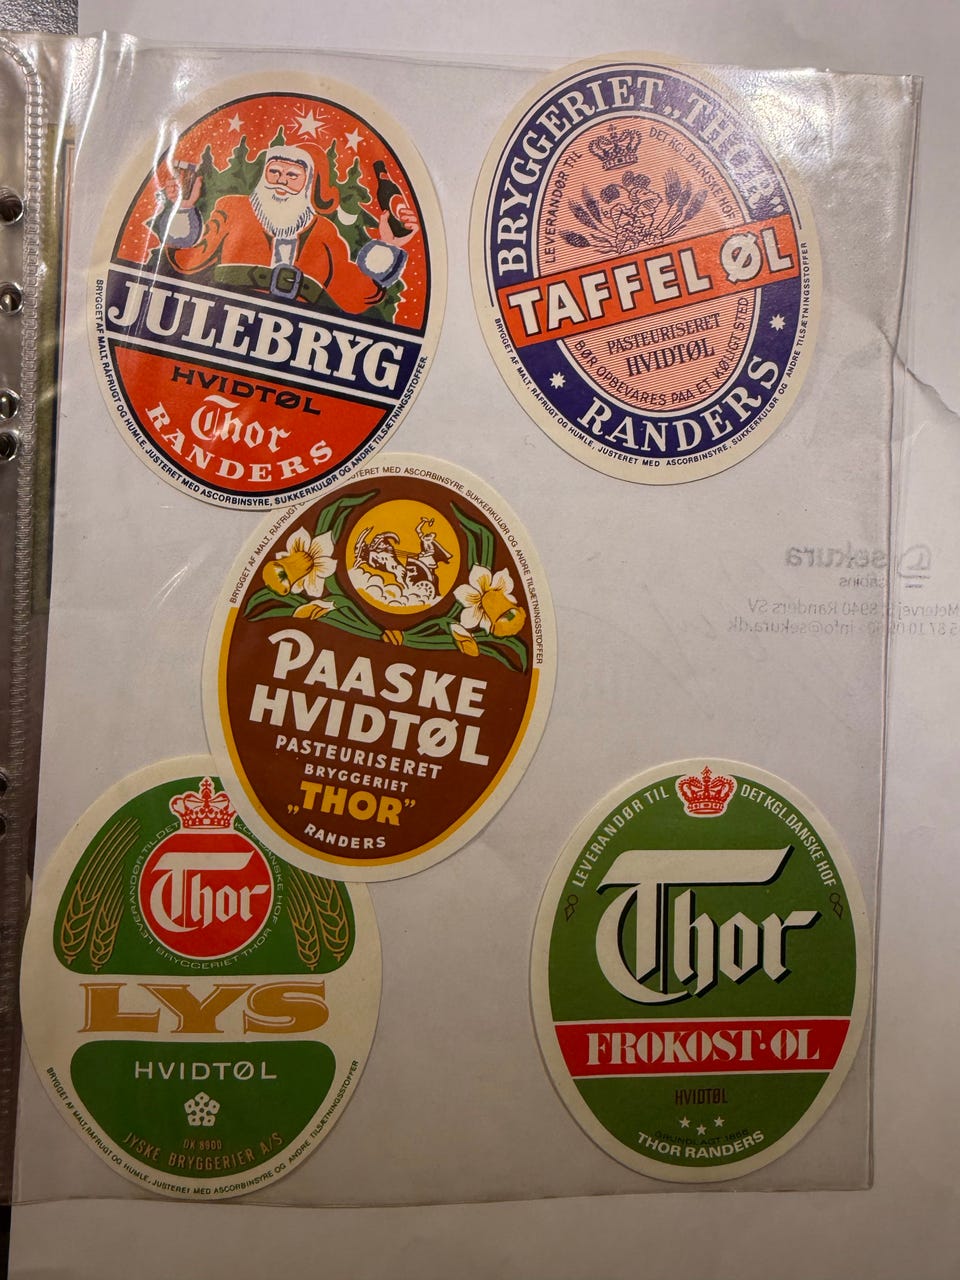 JULEBRYG
HVIDTØL
Thor
RANDERS
BRYGGET AF MALT, RÅFRUGT OG HUMLE, JUSTERET MED ASCORBINSYRE, SUKKERKULØR OG ANDRE TILSÆTNINGSSTOFFER.
BRYGGERIET „THOR”
LEVERANDØR TIL DET KGL. DANSKE HOF
TAFFEL ØL
PASTEURISERET
HVIDTØL
BØR OPBEVARES PAA ET KØLIGT STED
RANDERS
BRYGGET AF MALT, RÅFRUGT OG HUMLE, JUSTERET MED ASCORBINSYRE, SUKKERKULØR OG ANDRE TILSÆTNINGSSTOFFER
BRYGGET AF MALT, RÅFRUGT
JUSTERET MED ASCORBINSYRE, SUKKERKULØR OG ANDRE TILSÆTNINGSSTOFFER
PAASKE
HVIDTØL
PASTEURISERET
BRYGGERIET
„THOR”
RANDERS
LEVERANDØR TIL DET KGL. DANSKE HOF
BRYGGERIET THOR
Thor
LYS
HVIDTØL
DK 8900
JYSKE BRYGGERIER A/S
BRYGGET AF MALT, RÅFRUGT OG HUMLE, JUSTERET MED ASCORBINSYRE OG ANDRE TILSÆTNINGSSTOFFER
LEVERANDØR TIL DET KGL. DANSKE HOF
Thor
FROKOST·ØL
HVIDTØL
GRUNDLAGT 1856
THOR RANDERS
sekura
8940 Randers SV
info@sekura.dk